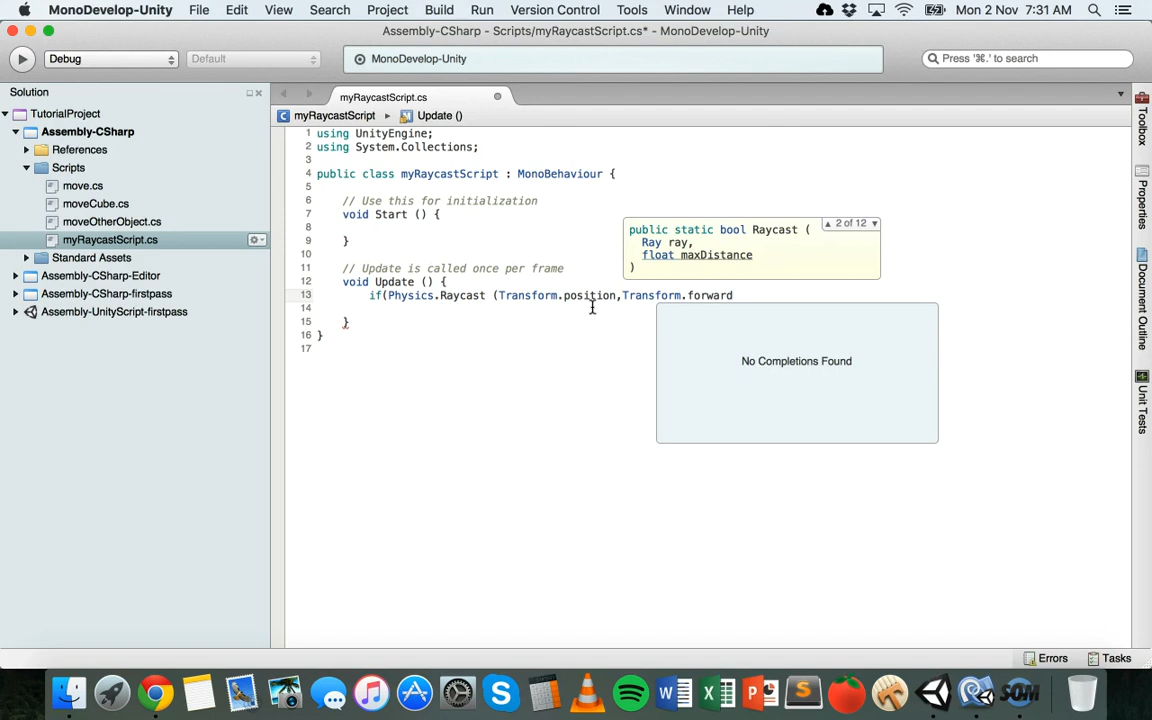 MonoDevelop-Unity File Edit View Search Project Build Run Version Control Tools Window Help Mon 2 Nov 7:31 AM
Assembly-CSharp - Scripts/myRaycastScript.cs* - MonoDevelop-Unity
Debug Default MonoDevelop-Unity Press '⌘.' to search
Solution
TutorialProject
Assembly-CSharp
References
Scripts
move.cs
moveCube.cs
moveOtherObject.cs
myRaycastScript.cs
Standard Assets
Assembly-CSharp-Editor
Assembly-CSharp-firstpass
Assembly-UnityScript-firstpass
myRaycastScript.cs
C myRaycastScript ▸ Update ()
1 using UnityEngine;
2 using System.Collections;
3
4 public class myRaycastScript : MonoBehaviour {
5
6 // Use this for initialization
7 void Start () {
8
9 }
10
11 // Update is called once per frame
12 void Update () {
13 if(Physics.Raycast (Transform.position,Transform.forward
14
15 }
16 }
17
▲ 2 of 12 ▼
public static bool Raycast (
Ray ray,
float maxDistance
)
No Completions Found
Toolbox
Properties
Document Outline
Unit Tests
Errors Tasks
W X P S SOM